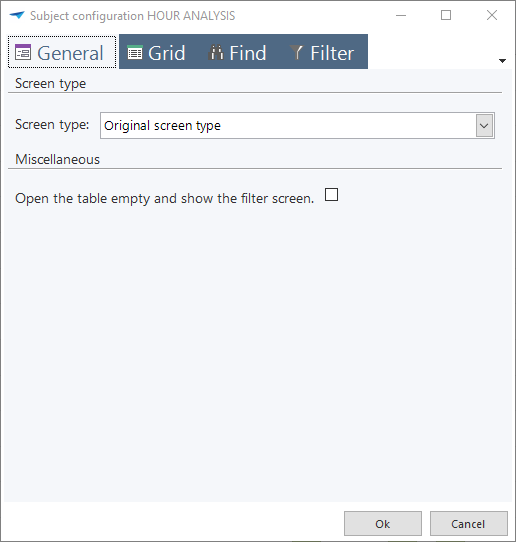 Subject configuration HOUR ANALYSIS
General Grid Find Filter
Screen type
Screen type: Original screen type
Miscellaneous
Open the table empty and show the filter screen.
Ok Cancel